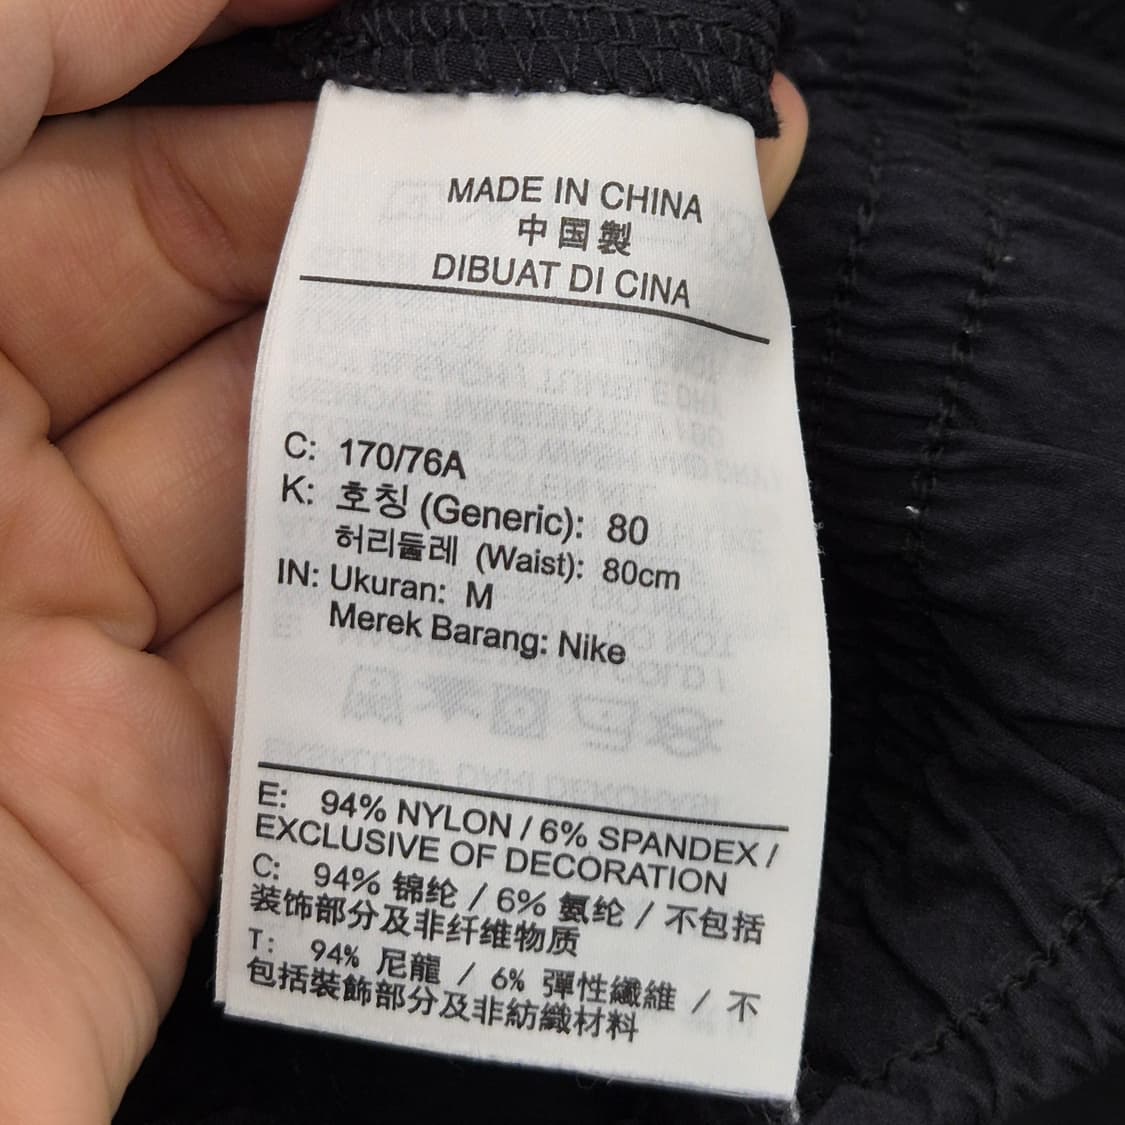 MADE IN CHINA
中国製
DIBUAT DI CINA
C: 170/76A
K: 호칭 (Generic): 80
허리둘레 (Waist): 80cm
IN: Ukuran: M
Merek Barang: Nike
E: 94% NYLON / 6% SPANDEX /
EXCLUSIVE OF DECORATION
C: 94% 锦纶 / 6% 氨纶 / 不包括
装饰部分及非纤维物质
T: 94% 尼龍 / 6% 彈性纖維 / 不
包括裝飾部分及非紡織材料